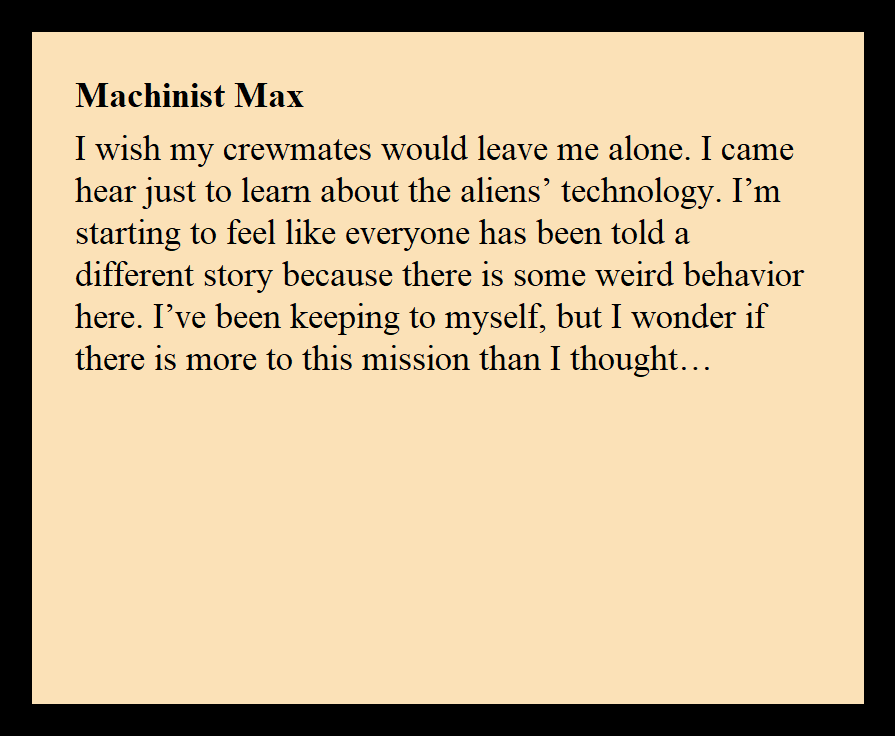 Machinist Max
I wish my crewmates would leave me alone. I came
hear just to learn about the aliens’ technology. I’m
starting to feel like everyone has been told a
different story because there is some weird behavior
here. I’ve been keeping to myself, but I wonder if
there is more to this mission than I thought…